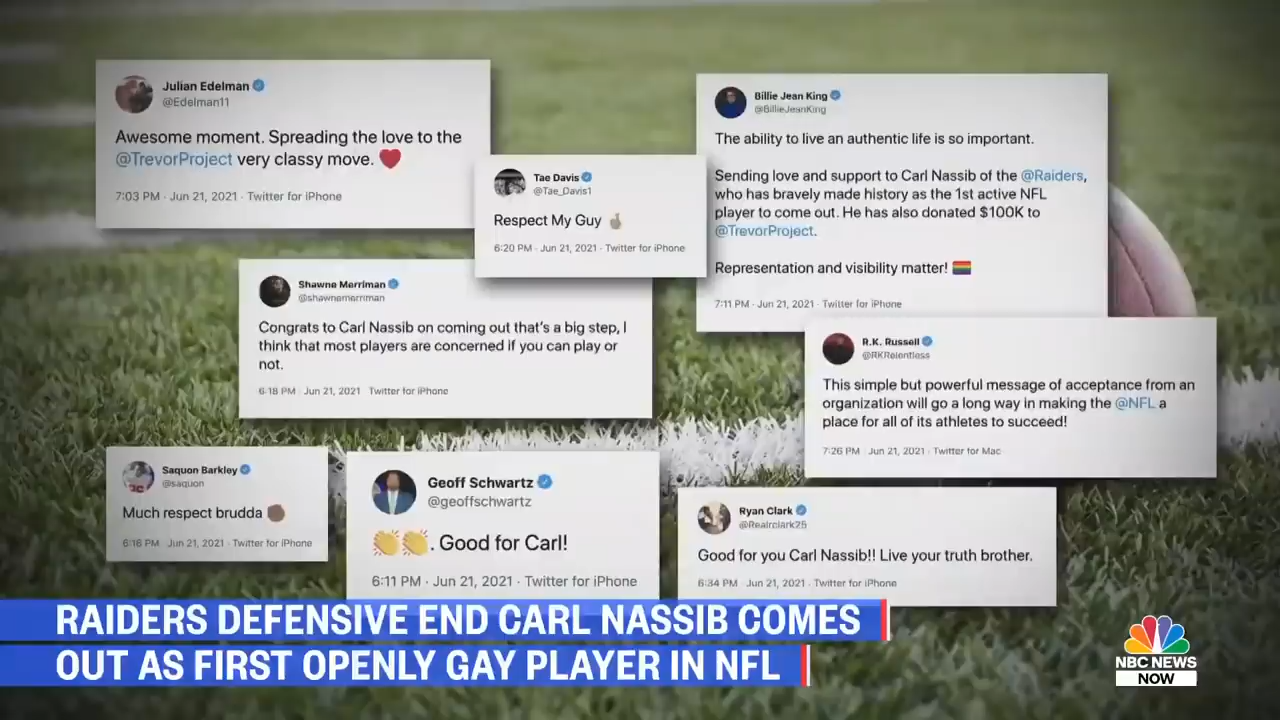 Julian Edelman
@Edelman11
Awesome moment. Spreading the love to the
@TrevorProject very classy move. ❤️
7:03 PM · Jun 21, 2021 · Twitter for iPhone
Tae Davis
@Tae_Davis1
Respect My Guy
6:20 PM · Jun 21, 2021 · Twitter for iPhone
Billie Jean King
@BillieJeanKing
The ability to live an authentic life is so important.
Sending love and support to Carl Nassib of the @Raiders,
who has bravely made history as the 1st active NFL
player to come out. He has also donated $100K to
@TrevorProject.
Representation and visibility matter! 🏳️‍🌈
7:11 PM · Jun 21, 2021 · Twitter for iPhone
Shawne Merriman
@shawnemerriman
Congrats to Carl Nassib on coming out that's a big step, I
think that most players are concerned if you can play or
not.
6:18 PM · Jun 21, 2021 Twitter for iPhone
R.K. Russell
@RKRelentless
This simple but powerful message of acceptance from an
organization will go a long way in making the @NFL a
place for all of its athletes to succeed!
7:26 PM · Jun 21, 2021 · Twitter for Mac
Saquon Barkley
@saquon
Much respect brudda
6:16 PM · Jun 21, 2021 · Twitter for iPhone
Geoff Schwartz
@geoffschwartz
👏👏. Good for Carl!
6:11 PM · Jun 21, 2021 · Twitter for iPhone
Ryan Clark
@Realrclark25
Good for you Carl Nassib!! Live your truth brother.
6:34 PM · Jun 21, 2021 · Twitter for iPhone
RAIDERS DEFENSIVE END CARL NASSIB COMES
OUT AS FIRST OPENLY GAY PLAYER IN NFL
NBC NEWS
NOW